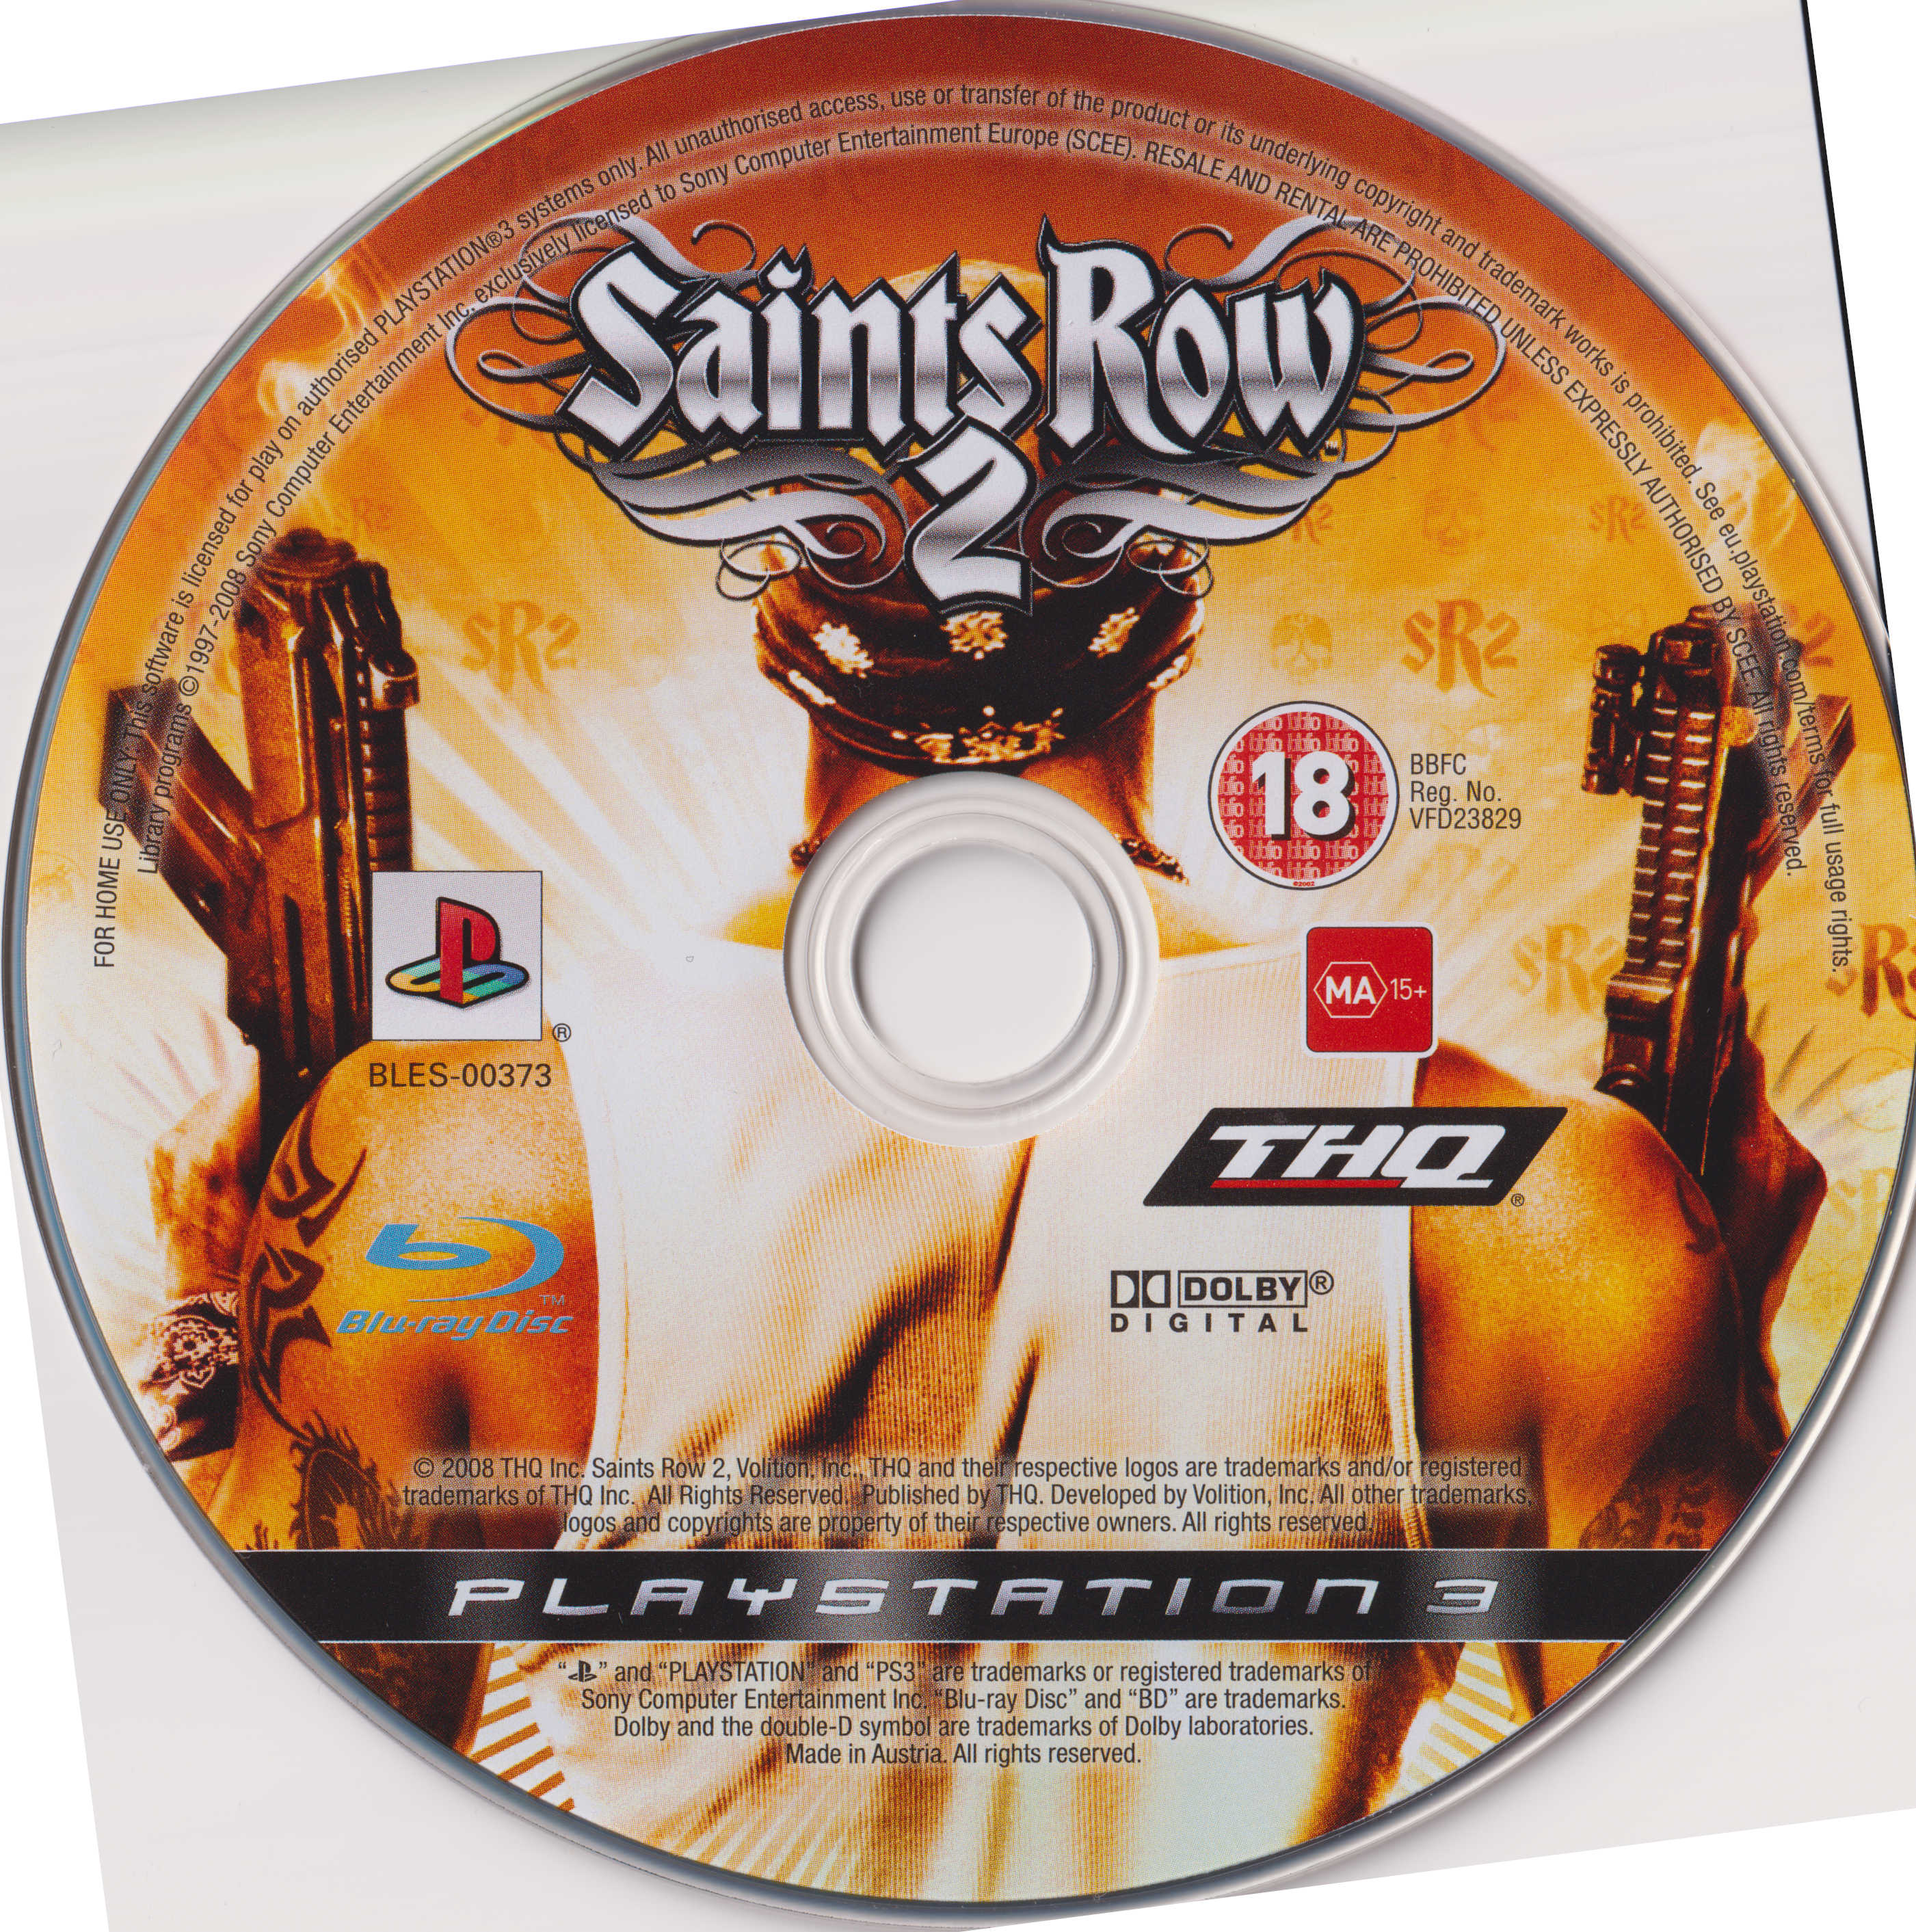 FOR HOME USE ONLY: This software is licensed for play on authorised PLAYSTATION®3 systems only. All unauthorised access, use or transfer of the product or its underlying copyright and trademark works is prohibited. See eu.playstation.com/terms for full usage rights.
Library programs ©1997-2008 Sony Computer Entertainment Inc. exclusively licensed to Sony Computer Entertainment Europe (SCEE). RESALE AND RENTAL ARE PROHIBITED UNLESS EXPRESSLY AUTHORISED BY SCEE. All rights reserved.
Saints Row
™
2
SR2
SR2
SR2
SR2
18
©2002
BBFC
Reg. No.
VFD23829
MA 15+
®
BLES-00373
THQ ®
™
Blu-ray Disc
DOLBY®
DIGITAL
© 2008 THQ Inc. Saints Row 2, Volition, Inc., THQ and their respective logos are trademarks and/or registered
trademarks of THQ Inc. All Rights Reserved. Published by THQ. Developed by Volition, Inc. All other trademarks,
logos and copyrights are property of their respective owners. All rights reserved.
PLAYSTATION 3
“ ” and “PLAYSTATION” and “PS3” are trademarks or registered trademarks of
Sony Computer Entertainment Inc. “Blu-ray Disc” and “BD” are trademarks.
Dolby and the double-D symbol are trademarks of Dolby laboratories.
Made in Austria. All rights reserved.